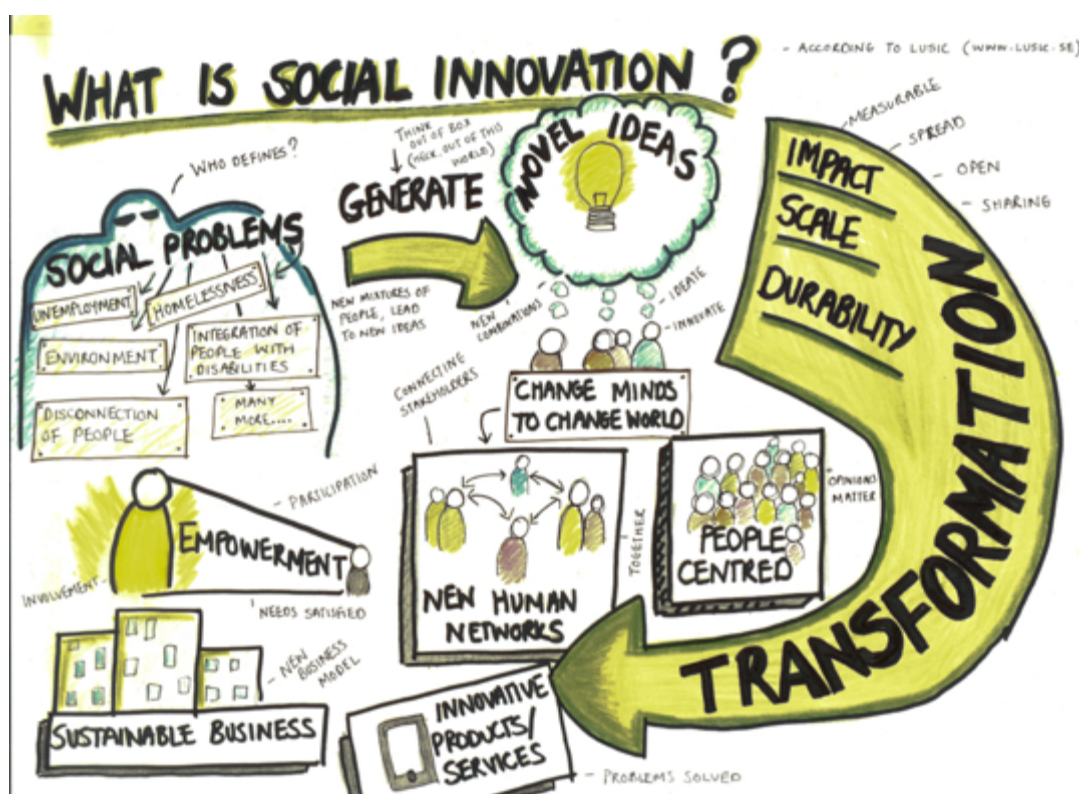 WHAT IS SOCIAL INNOVATION?
- ACCORDING TO LUSIC (WWW.LUSIC.SE)
WHO DEFINES?
SOCIAL PROBLEMS
UNEMPLOYMENT
HOMELESSNESS
ENVIRONMENT
INTEGRATION OF
PEOPLE WITH
DISABILITIES
DISCONNECTION
OF PEOPLE
MANY
MORE....
THINK
OUT OF BOX
(HECK, OUT OF THIS
WORLD)
GENERATE
NEW MIXTURES OF
PEOPLE, LEAD
TO NEW IDEAS
NOVEL IDEAS
NEW
COMBINATIONS
- IDEATE
- INNOVATE
CHANGE MINDS
TO CHANGE WORLD
CONNECTING
STAKEHOLDERS
NEW HUMAN
NETWORKS
TOGETHER
PEOPLE
CENTRED
OPINIONS
MATTER
IMPACT
SCALE
DURABILITY
MEASURABLE
SPREAD
OPEN
SHARING
TRANSFORMATION
EMPOWERMENT
- PARTICIPATION
INVOLVEMENT -
NEEDS SATISFIED
SUSTAINABLE BUSINESS
- NEW
BUSINESS
MODEL
INNOVATIVE
PRODUCTS/
SERVICES
- PROBLEMS SOLVED